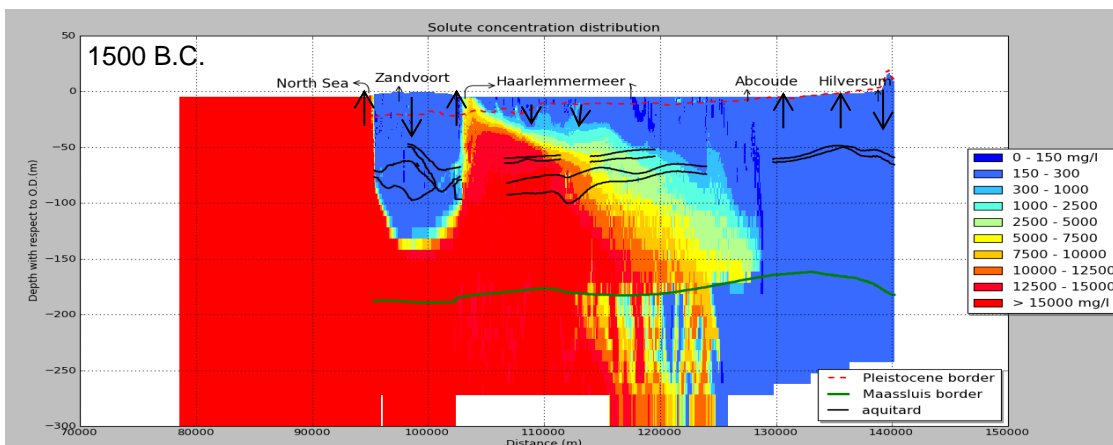 Solute concentration distribution
1500 B.C.
North Sea
Zandvoort
Haarlemmermeer
Abcoude
Hilversum
Depth with respect to O.D.(m)
50
0
−50
−100
−150
−200
−250
−300
0 - 150 mg/l
150 - 300
300 - 1000
1000 - 2500
2500 - 5000
5000 - 7500
7500 - 10000
10000 - 12500
12500 - 15000
> 15000 mg/l
Pleistocene border
Maassluis border
aquitard
70000
80000
90000
100000
110000
120000
130000
140000
150000
Distance (m)